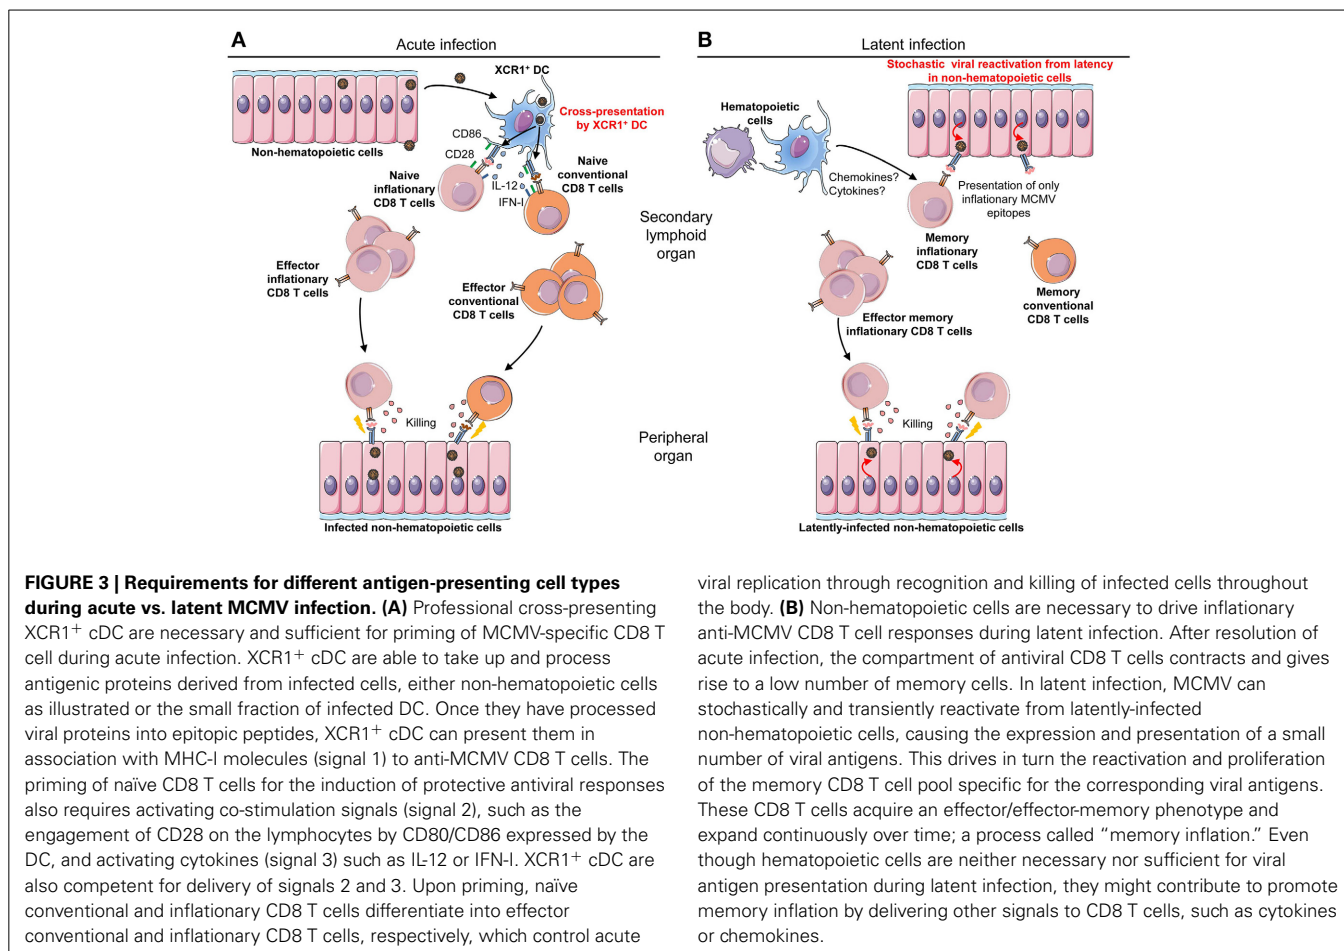 A
Acute infection
XCR1+ DC
Cross-presentation
by XCR1+ DC
Non-hematopoietic cells
CD86
CD28
Naive
inflationary
CD8 T cells
IL-12
IFN-I
Naive
conventional
CD8 T cells
Effector
inflationary
CD8 T cells
Effector
conventional
CD8 T cells
Killing
Infected non-hematopoietic cells
Secondary
lymphoid
organ
Peripheral
organ
B
Latent infection
Stochastic viral reactivation from latency
in non-hematopoietic cells
Hematopoietic
cells
Chemokines?
Cytokines?
Presentation of only
inflationary MCMV
epitopes
Memory
inflationary
CD8 T cells
Memory
conventional
CD8 T cells
Effector memory
inflationary CD8 T cells
Killing
Latently-infected non-hematopoietic cells
FIGURE 3 | Requirements for different antigen-presenting cell types
during acute vs. latent MCMV infection. (A) Professional cross-presenting
XCR1+ cDC are necessary and sufficient for priming of MCMV-specific CD8 T
cell during acute infection. XCR1+ cDC are able to take up and process
antigenic proteins derived from infected cells, either non-hematopoietic cells
as illustrated or the small fraction of infected DC. Once they have processed
viral proteins into epitopic peptides, XCR1+ cDC can present them in
association with MHC-I molecules (signal 1) to anti-MCMV CD8 T cells. The
priming of naïve CD8 T cells for the induction of protective antiviral responses
also requires activating co-stimulation signals (signal 2), such as the
engagement of CD28 on the lymphocytes by CD80/CD86 expressed by the
DC, and activating cytokines (signal 3) such as IL-12 or IFN-I. XCR1+ cDC are
also competent for delivery of signals 2 and 3. Upon priming, naïve
conventional and inflationary CD8 T cells differentiate into effector
conventional and inflationary CD8 T cells, respectively, which control acute
viral replication through recognition and killing of infected cells throughout
the body. (B) Non-hematopoietic cells are necessary to drive inflationary
anti-MCMV CD8 T cell responses during latent infection. After resolution of
acute infection, the compartment of antiviral CD8 T cells contracts and gives
rise to a low number of memory cells. In latent infection, MCMV can
stochastically and transiently reactivate from latently-infected
non-hematopoietic cells, causing the expression and presentation of a small
number of viral antigens. This drives in turn the reactivation and proliferation
of the memory CD8 T cell pool specific for the corresponding viral antigens.
These CD8 T cells acquire an effector/effector-memory phenotype and
expand continuously over time; a process called “memory inflation.” Even
though hematopoietic cells are neither necessary nor sufficient for viral
antigen presentation during latent infection, they might contribute to promote
memory inflation by delivering other signals to CD8 T cells, such as cytokines
or chemokines.